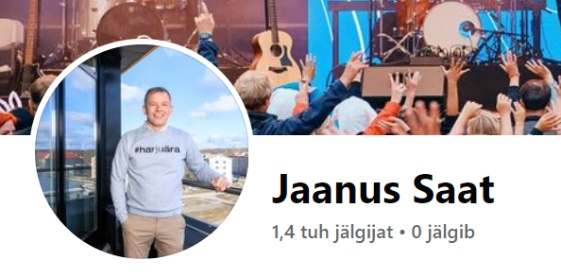 #harjuära
Jaanus Saat
1,4 tuh jälgijat • 0 jälgib